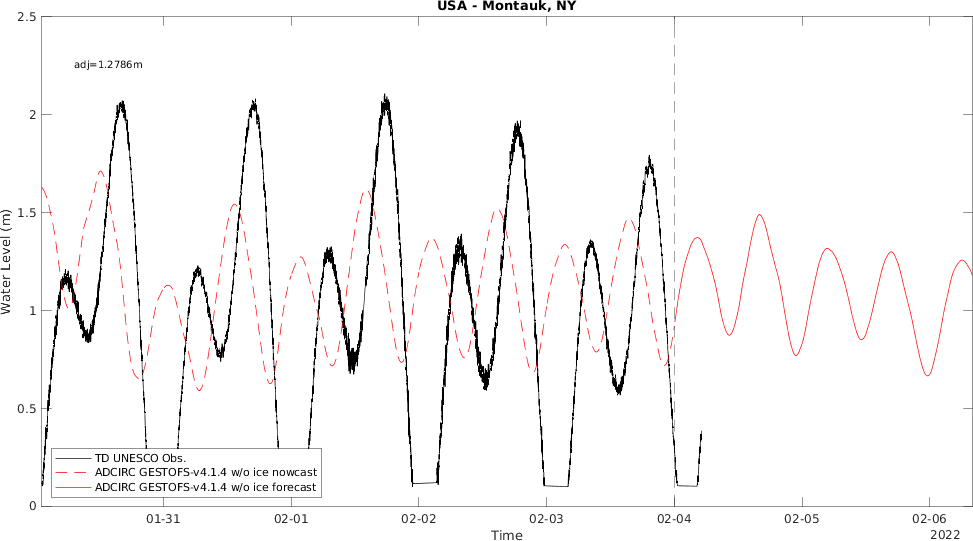 USA - Montauk, NY
2.5
adj=1.2786m
2
1.5
Water Level (m)
1
0.5
TD UNESCO Obs.
ADCIRC GESTOFS-v4.1.4 w/o ice nowcast
ADCIRC GESTOFS-v4.1.4 w/o ice forecast
0
01-31 02-01 02-02 02-03 02-04 02-05 02-06
Time
2022